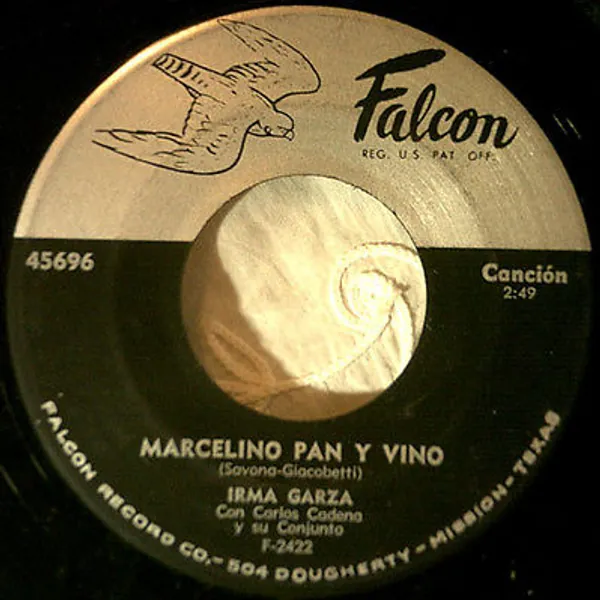 Falcon
REG. U.S. PAT. OFF.
45696
Canción
2:49
MARCELINO PAN Y VINO
(Savona-Giacobetti)
IRMA GARZA
Con Carlos Cadena
y su Conjunto
F-2422
FALCON RECORD CO.-504 DOUGHERTY-MISSION-TEXAS